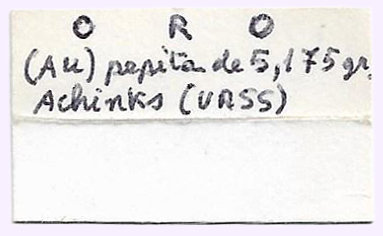 O R O
(Au) pepita de 5,175 gr,
Achinks (URSS)